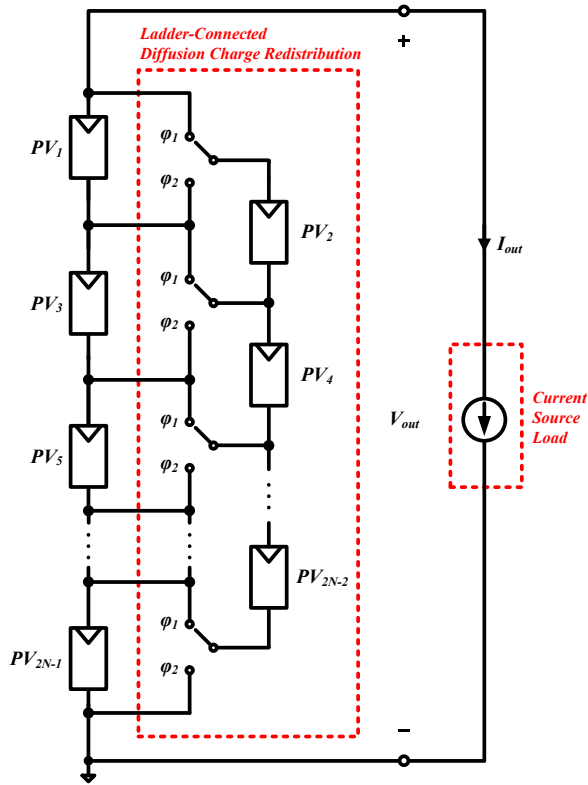 Ladder-Connected
Diffusion Charge Redistribution
+
φ1
PV1
φ2
PV2
φ1
Iout
PV3
φ2
PV4
φ1
Vout
Current
Source
Load
PV5
φ2
PV2N-2
φ1
PV2N-1
φ2
−